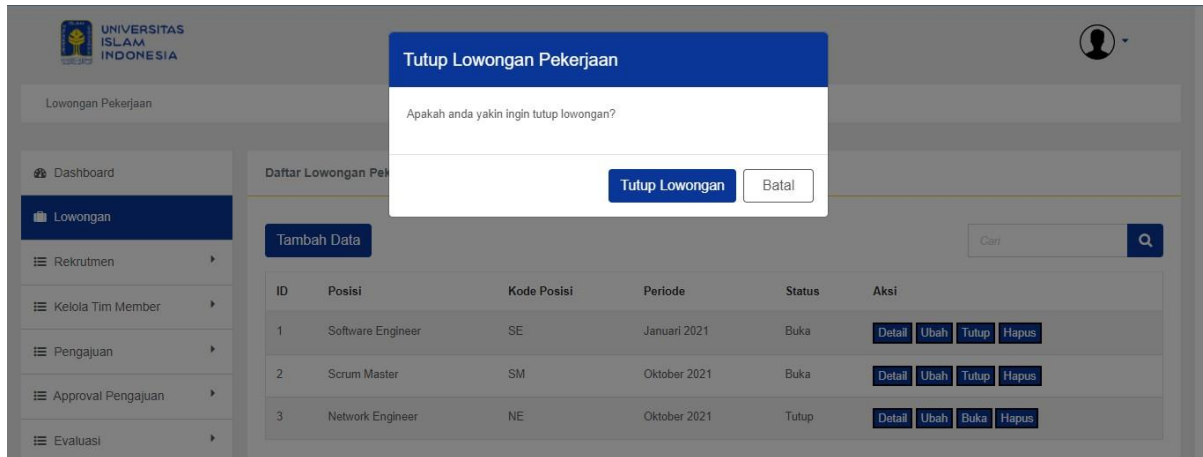 UNIVERSITAS
ISLAM
INDONESIA
Tutup Lowongan Pekerjaan
Lowongan Pekerjaan
Apakah anda yakin ingin tutup lowongan?
Tutup Lowongan Batal
Dashboard
Lowongan
Rekrutmen
Kelola Tim Member
Pengajuan
Approval Pengajuan
Evaluasi
Daftar Lowongan Pek
Tambah Data
Cari
ID Posisi Kode Posisi Periode Status Aksi
1 Software Engineer SE Januari 2021 Buka Detail Ubah Tutup Hapus
2 Scrum Master SM Oktober 2021 Buka Detail Ubah Tutup Hapus
3 Network Engineer NE Oktober 2021 Tutup Detail Ubah Buka Hapus